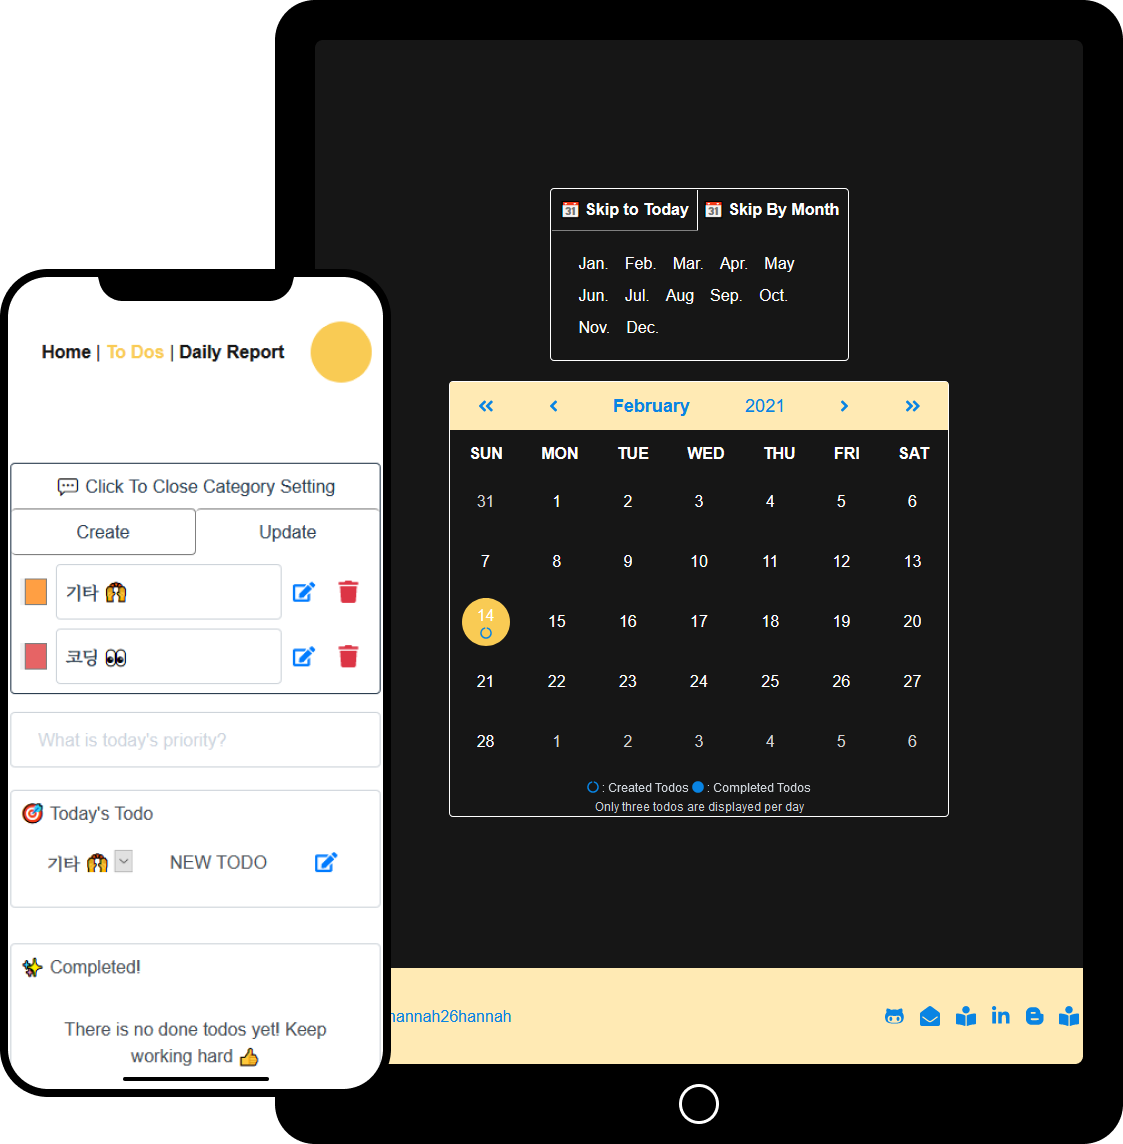 Skip to Today Skip By Month
Jan. Feb. Mar. Apr. May
Jun. Jul. Aug Sep. Oct.
Nov. Dec.
February 2021
SUN MON TUE WED THU FRI SAT
31 1 2 3 4 5 6
7 8 9 10 11 12 13
14 15 16 17 18 19 20
21 22 23 24 25 26 27
28 1 2 3 4 5 6
: Created Todos : Completed Todos
Only three todos are displayed per day
hannah26hannah
Home | To Dos | Daily Report
💬 Click To Close Category Setting
Create Update
기타 🙌
코딩 👀
What is today's priority?
🎯 Today's Todo
기타 🙌 NEW TODO
✨ Completed!
There is no done todos yet! Keep
working hard 👍